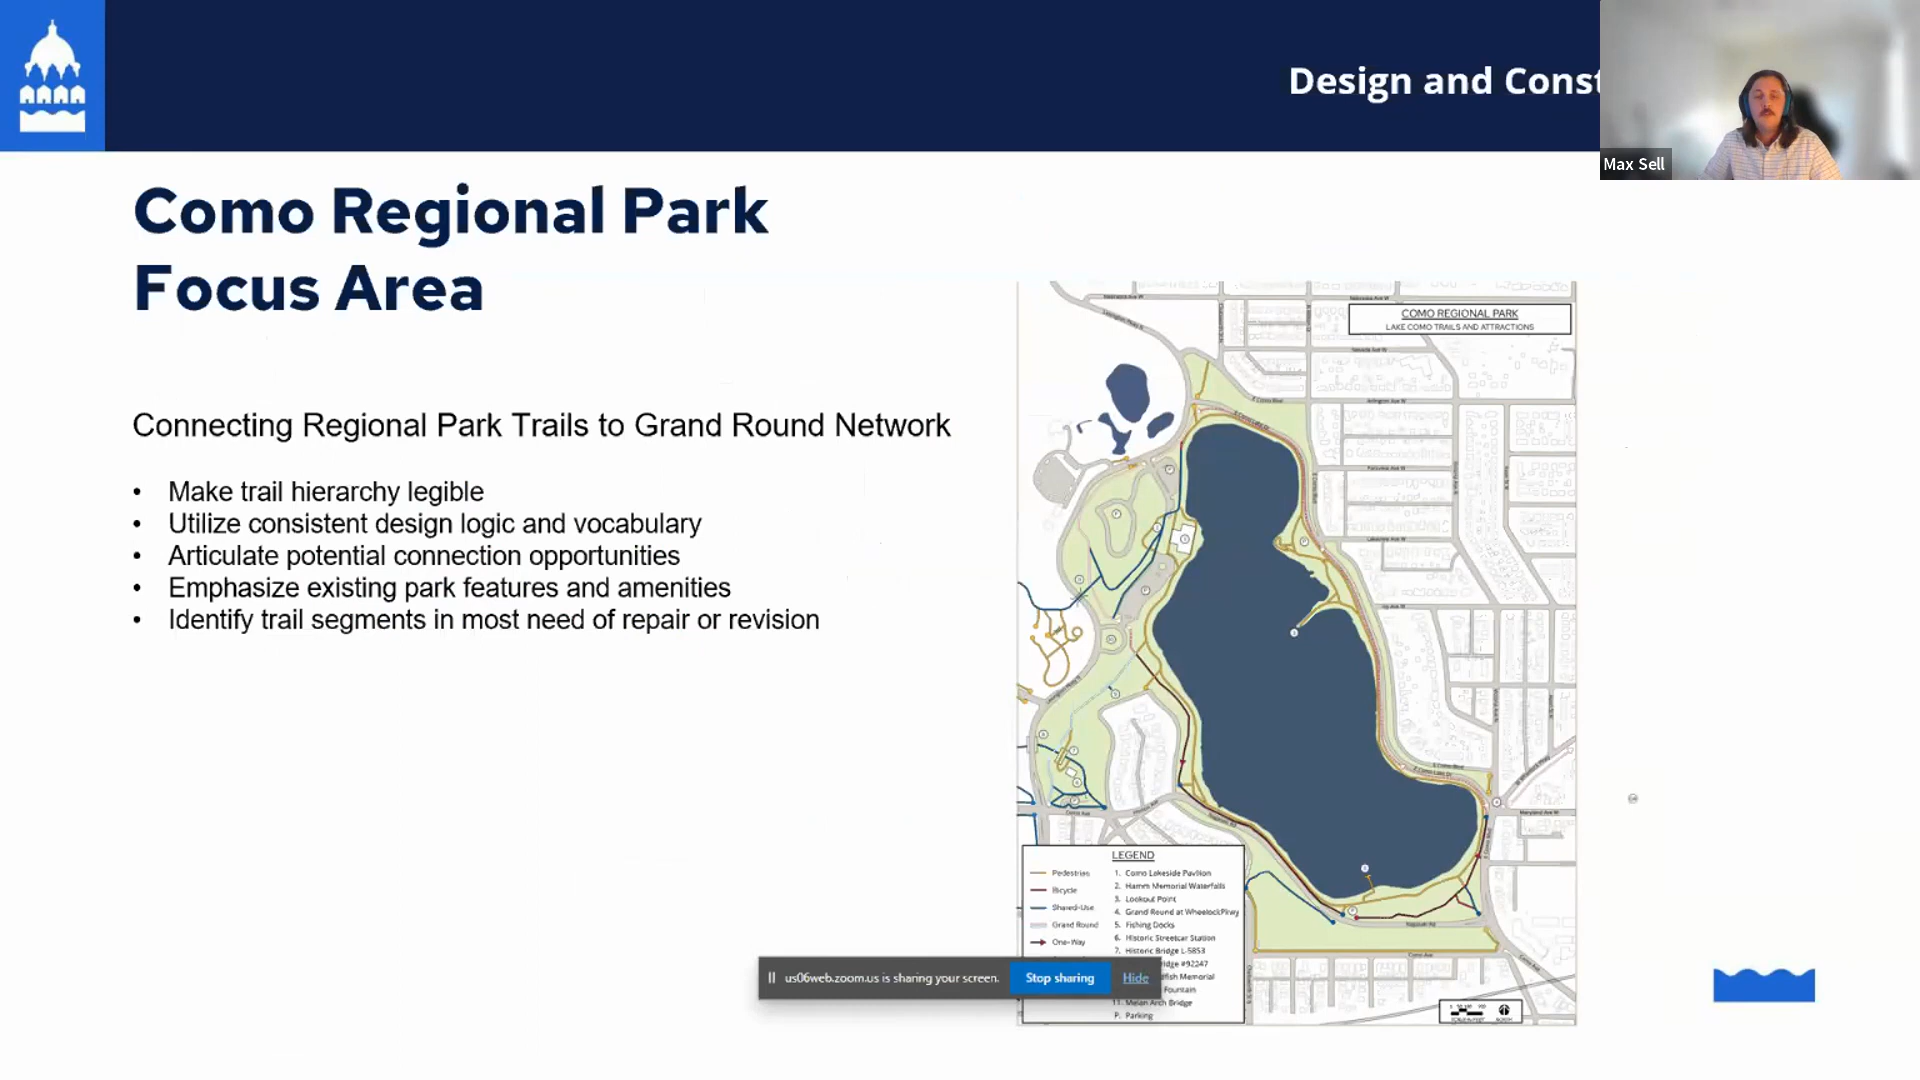 Design and Const
Max Sell
Como Regional Park
Focus Area
Connecting Regional Park Trails to Grand Round Network
• Make trail hierarchy legible
• Utilize consistent design logic and vocabulary
• Articulate potential connection opportunities
• Emphasize existing park features and amenities
• Identify trail segments in most need of repair or revision
COMO REGIONAL PARK
LAKE COMO TRAILS AND ATTRACTIONS
LEGEND
Pedestrian
Bicycle
Shared-Use
Grand Round
One-Way
1. Como Lakeside Pavilion
2. Hamm Memorial Waterfalls
3. Lookout Point
4. Grand Round at WheelockPkwy
5. Fishing Docks
6. Historic Streetcar Station
7. Historic Bridge L-5853
idge #92247
fish Memorial
Fountain
11. Melan Arch Bridge
P. Parking
us06web.zoom.us is sharing your screen.
Stop sharing
Hide